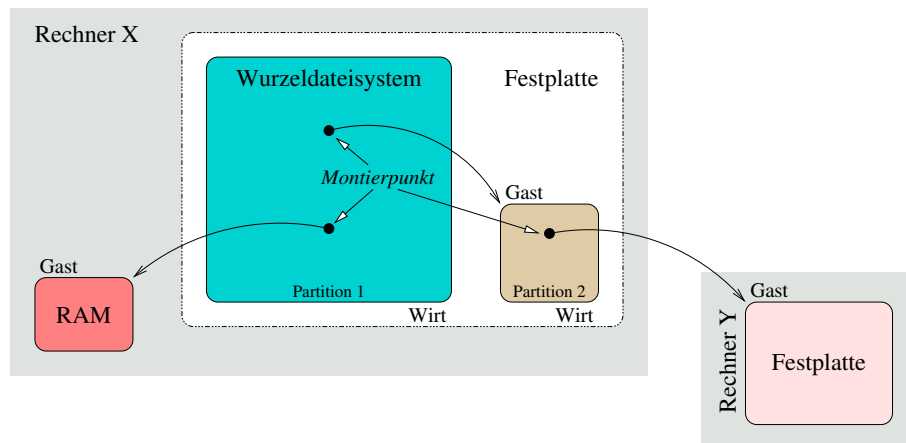 Rechner X
Wurzeldateisystem
Festplatte
Montierpunkt
Gast
Gast
RAM
Partition 1
Partition 2
Wirt
Wirt
Gast
Rechner Y
Festplatte